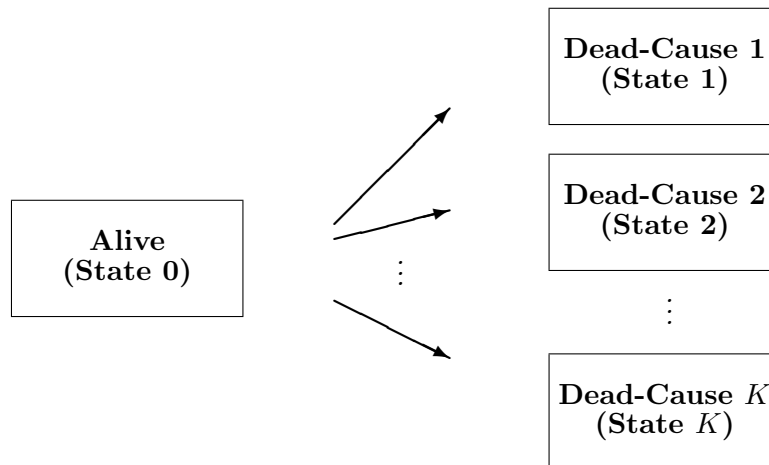 Dead-Cause 1
(State 1)
Dead-Cause 2
(State 2)
Alive
(State 0)
⋮
⋮
Dead-Cause K
(State K)